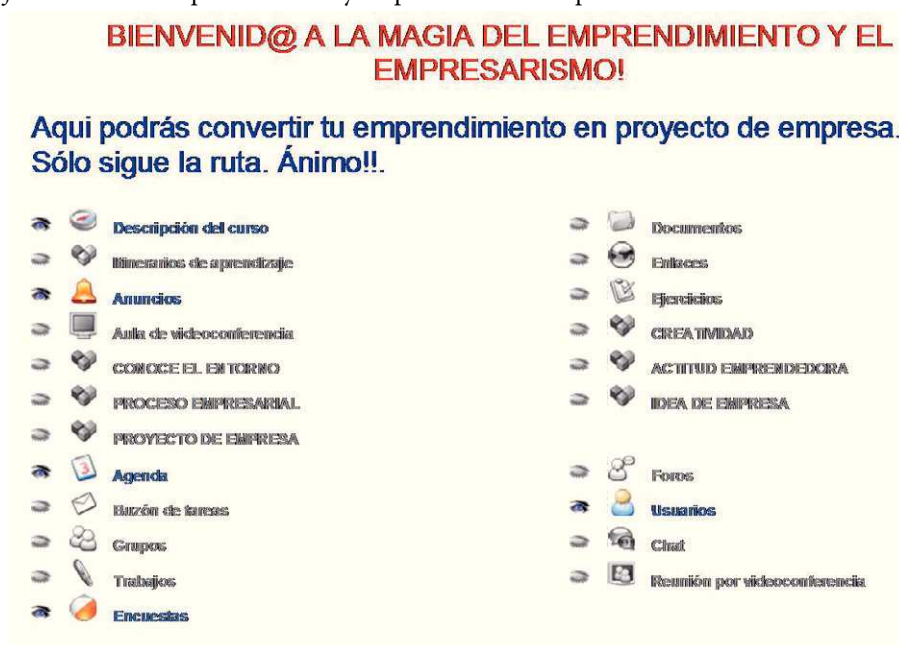 BIENVENID@ A LA MAGIA DEL EMPRENDIMIENTO Y EL
EMPRESARISMO!
Aqui podrás convertir tu emprendimiento en proyecto de empresa.
Sólo sigue la ruta. Ánimo!!.
Descripción del curso
Documentos
Itinerarios de aprendizaje
Enlaces
Anuncios
Ejercicios
Aula de videoconferencia
CREATIVIDAD
CONOCE EL ENTORNO
ACTITUD EMPRENDEDORA
PROCESO EMPRESARIAL
IDEA DE EMPRESA
PROYECTO DE EMPRESA
3
Agenda
Foros
Buzón de tareas
Usuarios
Grupos
Chat
Trabajos
Reunión por videoconferencia
Encuestas